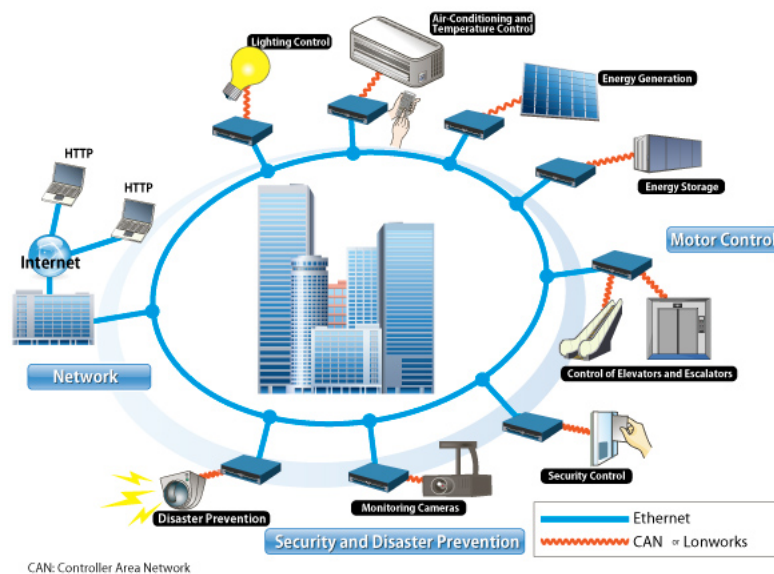 Air-Conditioning and
Temperature Control
Lighting Control
Energy Generation
HTTP
HTTP
Energy Storage
Motor Control
Internet
Network
Control of Elevators and Escalators
Security Control
Monitoring Cameras
Disaster Prevention
Security and Disaster Prevention
Ethernet
CAN or Lonworks
CAN: Controller Area Network